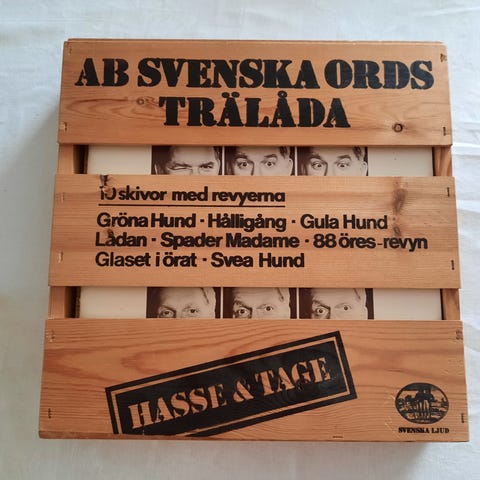 AB SVENSKA ORDS
TRÄLÅDA
10 skivor med revyerna
Gröna Hund · Hålligång · Gula Hund
Lådan · Spader Madame · 88 öres-revyn
Glaset i örat · Svea Hund
HASSE & TAGE
SVENSKA LJUD